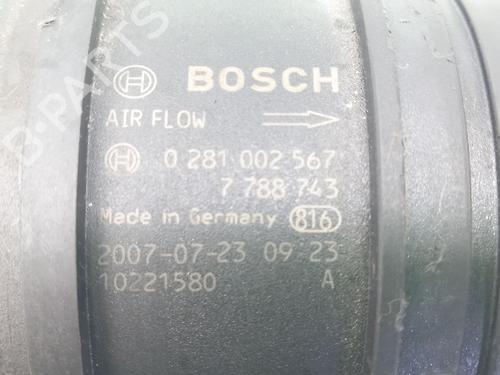 BOSCH
AIR FLOW
0 281 002 567
7 788 743
Made in Germany 816
2007-07-23 09 23
10221580 A
B-PARTS